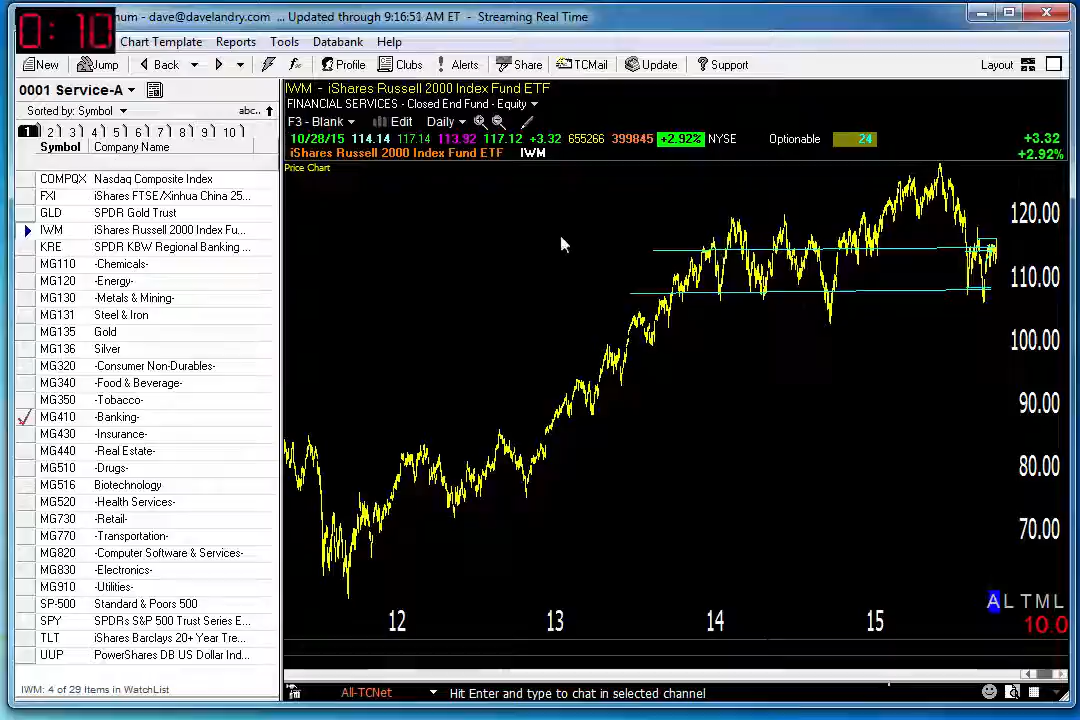 0:10
num - dave@davelandry.com ... Updated through 9:16:51 AM ET - Streaming Real Time
Chart Template Reports Tools Databank Help
New Jump Back Profile Clubs Alerts Share TCMail Update Support Layout
0001 Service-A
Sorted by: Symbol abc..
1 2 3 4 5 6 7 8 9 10
Symbol Company Name
COMPQX Nasdaq Composite Index
FXI iShares FTSE/Xinhua China 25...
GLD SPDR Gold Trust
IWM iShares Russell 2000 Index Fu...
KRE SPDR KBW Regional Banking ...
MG110 -Chemicals-
MG120 -Energy-
MG130 -Metals & Mining-
MG131 Steel & Iron
MG135 Gold
MG136 Silver
MG320 -Consumer Non-Durables-
MG340 -Food & Beverage-
MG350 -Tobacco-
MG410 -Banking-
MG430 -Insurance-
MG440 -Real Estate-
MG510 -Drugs-
MG516 Biotechnology
MG520 -Health Services-
MG730 -Retail-
MG770 -Transportation-
MG820 -Computer Software & Services-
MG830 -Electronics-
MG910 -Utilities-
SP-500 Standard & Poors 500
SPY SPDRs S&P 500 Trust Series E...
TLT iShares Barclays 20+ Year Tre...
UUP PowerShares DB US Dollar Ind...
IWM: 4 of 29 Items in WatchList
IWM - iShares Russell 2000 Index Fund ETF
FINANCIAL SERVICES - Closed End Fund - Equity
F3 - Blank Edit Daily
10/28/15 114.14 117.14 113.92 117.12 +3.32 655266 399845 +2.92% NYSE Optionable 24 +3.32
iShares Russell 2000 Index Fund ETF IWM +2.92%
Price Chart
120.00
110.00
100.00
90.00
80.00
70.00
A L T M L
12 13 14 15 10.0
All-TCNet Hit Enter and type to chat in selected channel